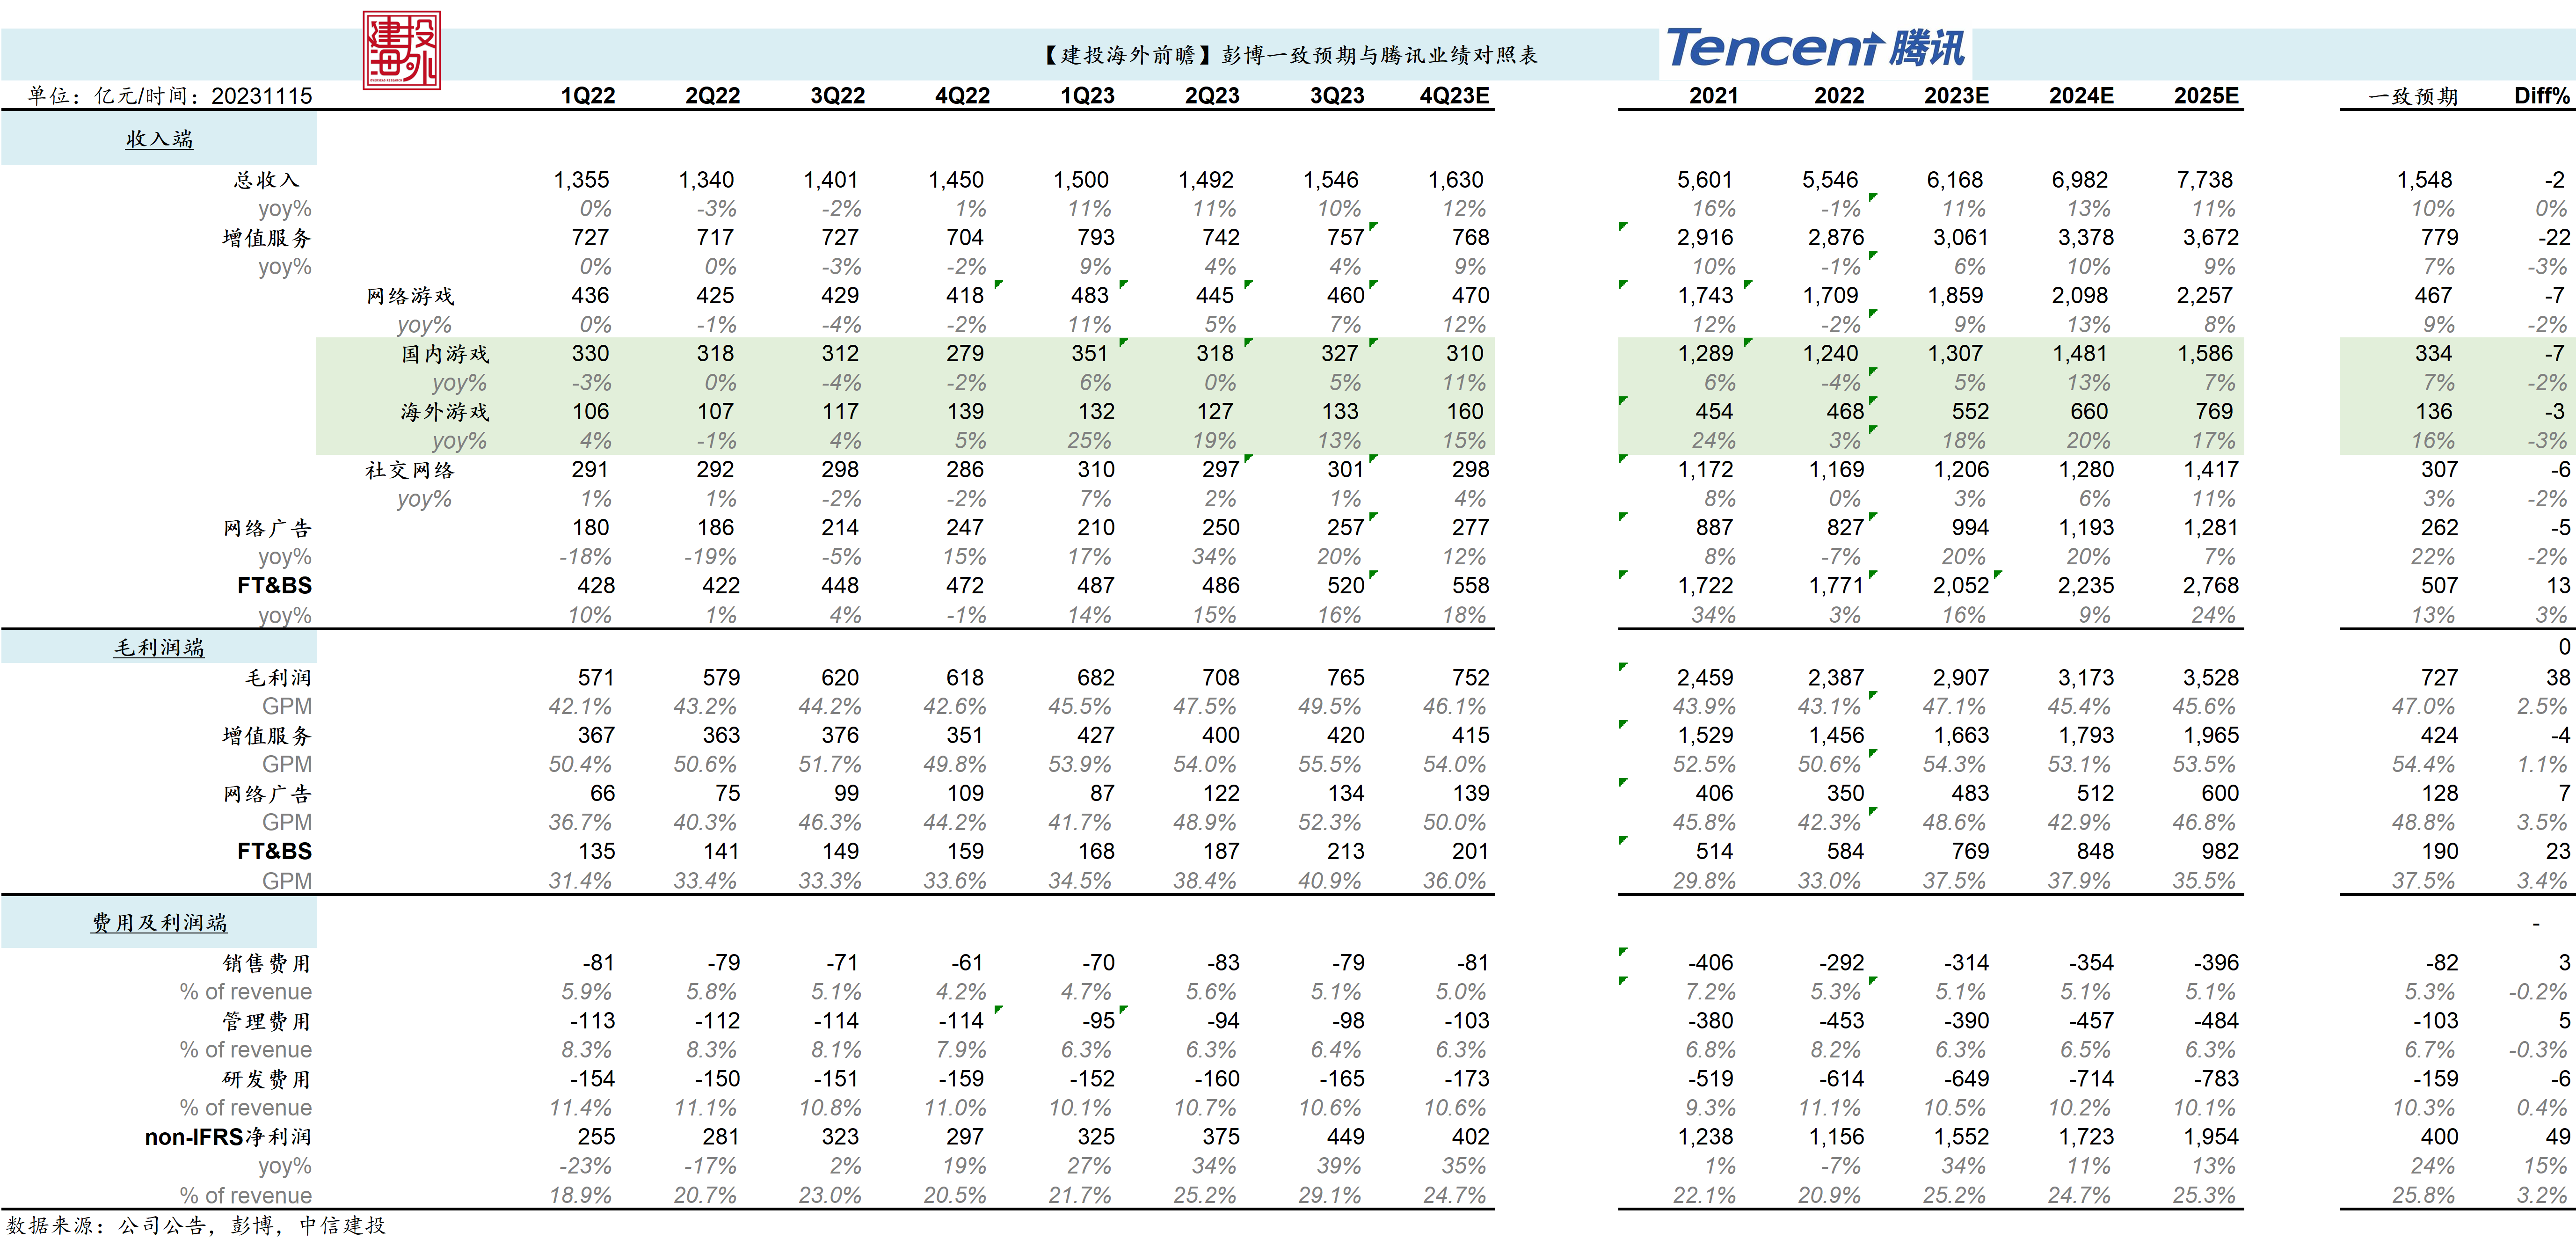 建投海外
【建投海外前瞻】彭博一致预期与腾讯业绩对照表
Tencent 腾讯
单位：亿元/时间：20231115 1Q22 2Q22 3Q22 4Q22 1Q23 2Q23 3Q23 4Q23E 2021 2022 2023E 2024E 2025E 一致预期 Diff%
收入端
总收入 1,355 1,340 1,401 1,450 1,500 1,492 1,546 1,630 5,601 5,546 6,168 6,982 7,738 1,548 -2
yoy% 0% -3% -2% 1% 11% 11% 10% 12% 16% -1% 11% 13% 11% 10% 0%
增值服务 727 717 727 704 793 742 757 768 2,916 2,876 3,061 3,378 3,672 779 -22
yoy% 0% 0% -3% -2% 9% 4% 4% 9% 10% -1% 6% 10% 9% 7% -3%
网络游戏 436 425 429 418 483 445 460 470 1,743 1,709 1,859 2,098 2,257 467 -7
yoy% 0% -1% -4% -2% 11% 5% 7% 12% 12% -2% 9% 13% 8% 9% -2%
国内游戏 330 318 312 279 351 318 327 310 1,289 1,240 1,307 1,481 1,586 334 -7
yoy% -3% 0% -4% -2% 6% 0% 5% 11% 6% -4% 5% 13% 7% 7% -2%
海外游戏 106 107 117 139 132 127 133 160 454 468 552 660 769 136 -3
yoy% 4% -1% 4% 5% 25% 19% 13% 15% 24% 3% 18% 20% 17% 16% -3%
社交网络 291 292 298 286 310 297 301 298 1,172 1,169 1,206 1,280 1,417 307 -6
yoy% 1% 1% -2% -2% 7% 2% 1% 4% 8% 0% 3% 6% 11% 3% -2%
网络广告 180 186 214 247 210 250 257 277 887 827 994 1,193 1,281 262 -5
yoy% -18% -19% -5% 15% 17% 34% 20% 12% 8% -7% 20% 20% 7% 22% -2%
FT&BS 428 422 448 472 487 486 520 558 1,722 1,771 2,052 2,235 2,768 507 13
yoy% 10% 1% 4% -1% 14% 15% 16% 18% 34% 3% 16% 9% 24% 13% 3%
毛利润端 0
毛利润 571 579 620 618 682 708 765 752 2,459 2,387 2,907 3,173 3,528 727 38
GPM 42.1% 43.2% 44.2% 42.6% 45.5% 47.5% 49.5% 46.1% 43.9% 43.1% 47.1% 45.4% 45.6% 47.0% 2.5%
增值服务 367 363 376 351 427 400 420 415 1,529 1,456 1,663 1,793 1,965 424 -4
GPM 50.4% 50.6% 51.7% 49.8% 53.9% 54.0% 55.5% 54.0% 52.5% 50.6% 54.3% 53.1% 53.5% 54.4% 1.1%
网络广告 66 75 99 109 87 122 134 139 406 350 483 512 600 128 7
GPM 36.7% 40.3% 46.3% 44.2% 41.7% 48.9% 52.3% 50.0% 45.8% 42.3% 48.6% 42.9% 46.8% 48.8% 3.5%
FT&BS 135 141 149 159 168 187 213 201 514 584 769 848 982 190 23
GPM 31.4% 33.4% 33.3% 33.6% 34.5% 38.4% 40.9% 36.0% 29.8% 33.0% 37.5% 37.9% 35.5% 37.5% 3.4%
费用及利润端 -
销售费用 -81 -79 -71 -61 -70 -83 -79 -81 -406 -292 -314 -354 -396 -82 3
% of revenue 5.9% 5.8% 5.1% 4.2% 4.7% 5.6% 5.1% 5.0% 7.2% 5.3% 5.1% 5.1% 5.1% 5.3% -0.2%
管理费用 -113 -112 -114 -114 -95 -94 -98 -103 -380 -453 -390 -457 -484 -103 5
% of revenue 8.3% 8.3% 8.1% 7.9% 6.3% 6.3% 6.4% 6.3% 6.8% 8.2% 6.3% 6.5% 6.3% 6.7% -0.3%
研发费用 -154 -150 -151 -159 -152 -160 -165 -173 -519 -614 -649 -714 -783 -159 -6
% of revenue 11.4% 11.1% 10.8% 11.0% 10.1% 10.7% 10.6% 10.6% 9.3% 11.1% 10.5% 10.2% 10.1% 10.3% 0.4%
non-IFRS净利润 255 281 323 297 325 375 449 402 1,238 1,156 1,552 1,723 1,954 400 49
yoy% -23% -17% 2% 19% 27% 34% 39% 35% 1% -7% 34% 11% 13% 24% 15%
% of revenue 18.9% 20.7% 23.0% 20.5% 21.7% 25.2% 29.1% 24.7% 22.1% 20.9% 25.2% 24.7% 25.3% 25.8% 3.2%
数据来源：公司公告，彭博，中信建投